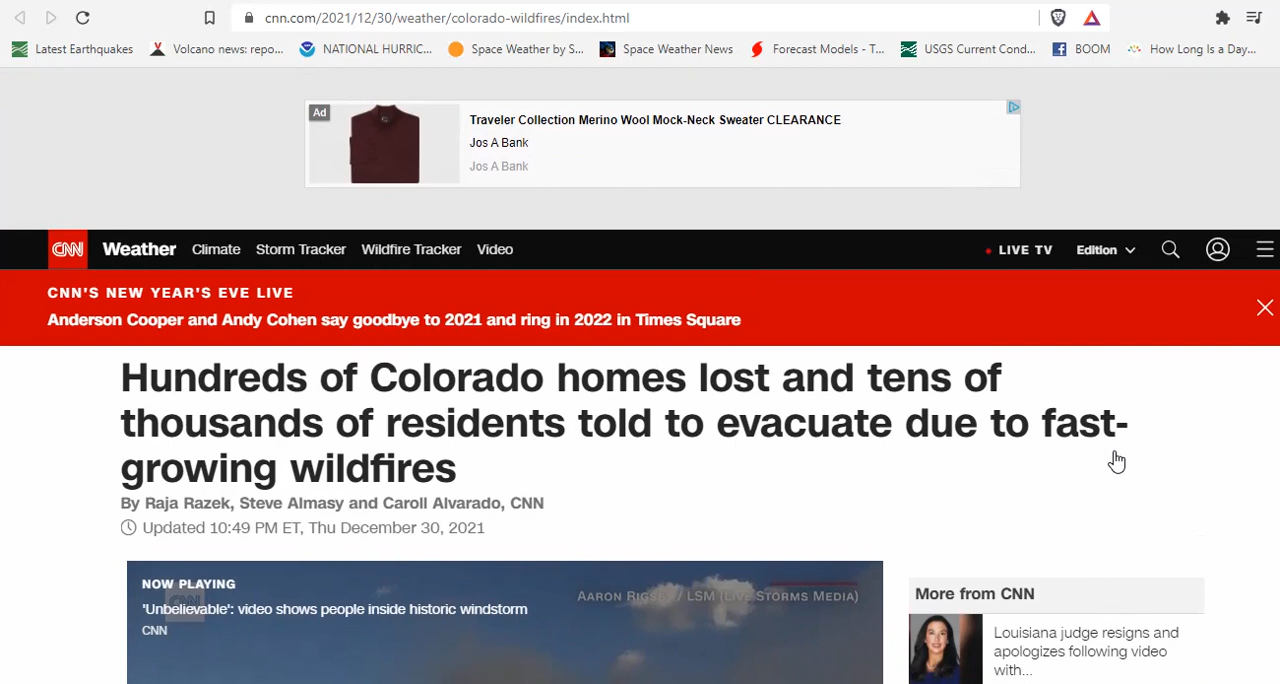 cnn.com/2021/12/30/weather/colorado-wildfires/index.html
Latest Earthquakes
Volcano news: repo...
NATIONAL HURRIC...
Space Weather by S...
Space Weather News
Forecast Models - T...
USGS Current Cond...
BOOM
How Long Is a Day...
Ad
Traveler Collection Merino Wool Mock-Neck Sweater CLEARANCE
Jos A Bank
Jos A Bank
CNN Weather Climate Storm Tracker Wildfire Tracker Video LIVE TV Edition
CNN'S NEW YEAR'S EVE LIVE
Anderson Cooper and Andy Cohen say goodbye to 2021 and ring in 2022 in Times Square
Hundreds of Colorado homes lost and tens of
thousands of residents told to evacuate due to fast-
growing wildfires
By Raja Razek, Steve Almasy and Caroll Alvarado, CNN
Updated 10:49 PM ET, Thu December 30, 2021
NOW PLAYING
'Unbelievable': video shows people inside historic windstorm
CNN
More from CNN
Louisiana judge resigns and
apologizes following video
with...